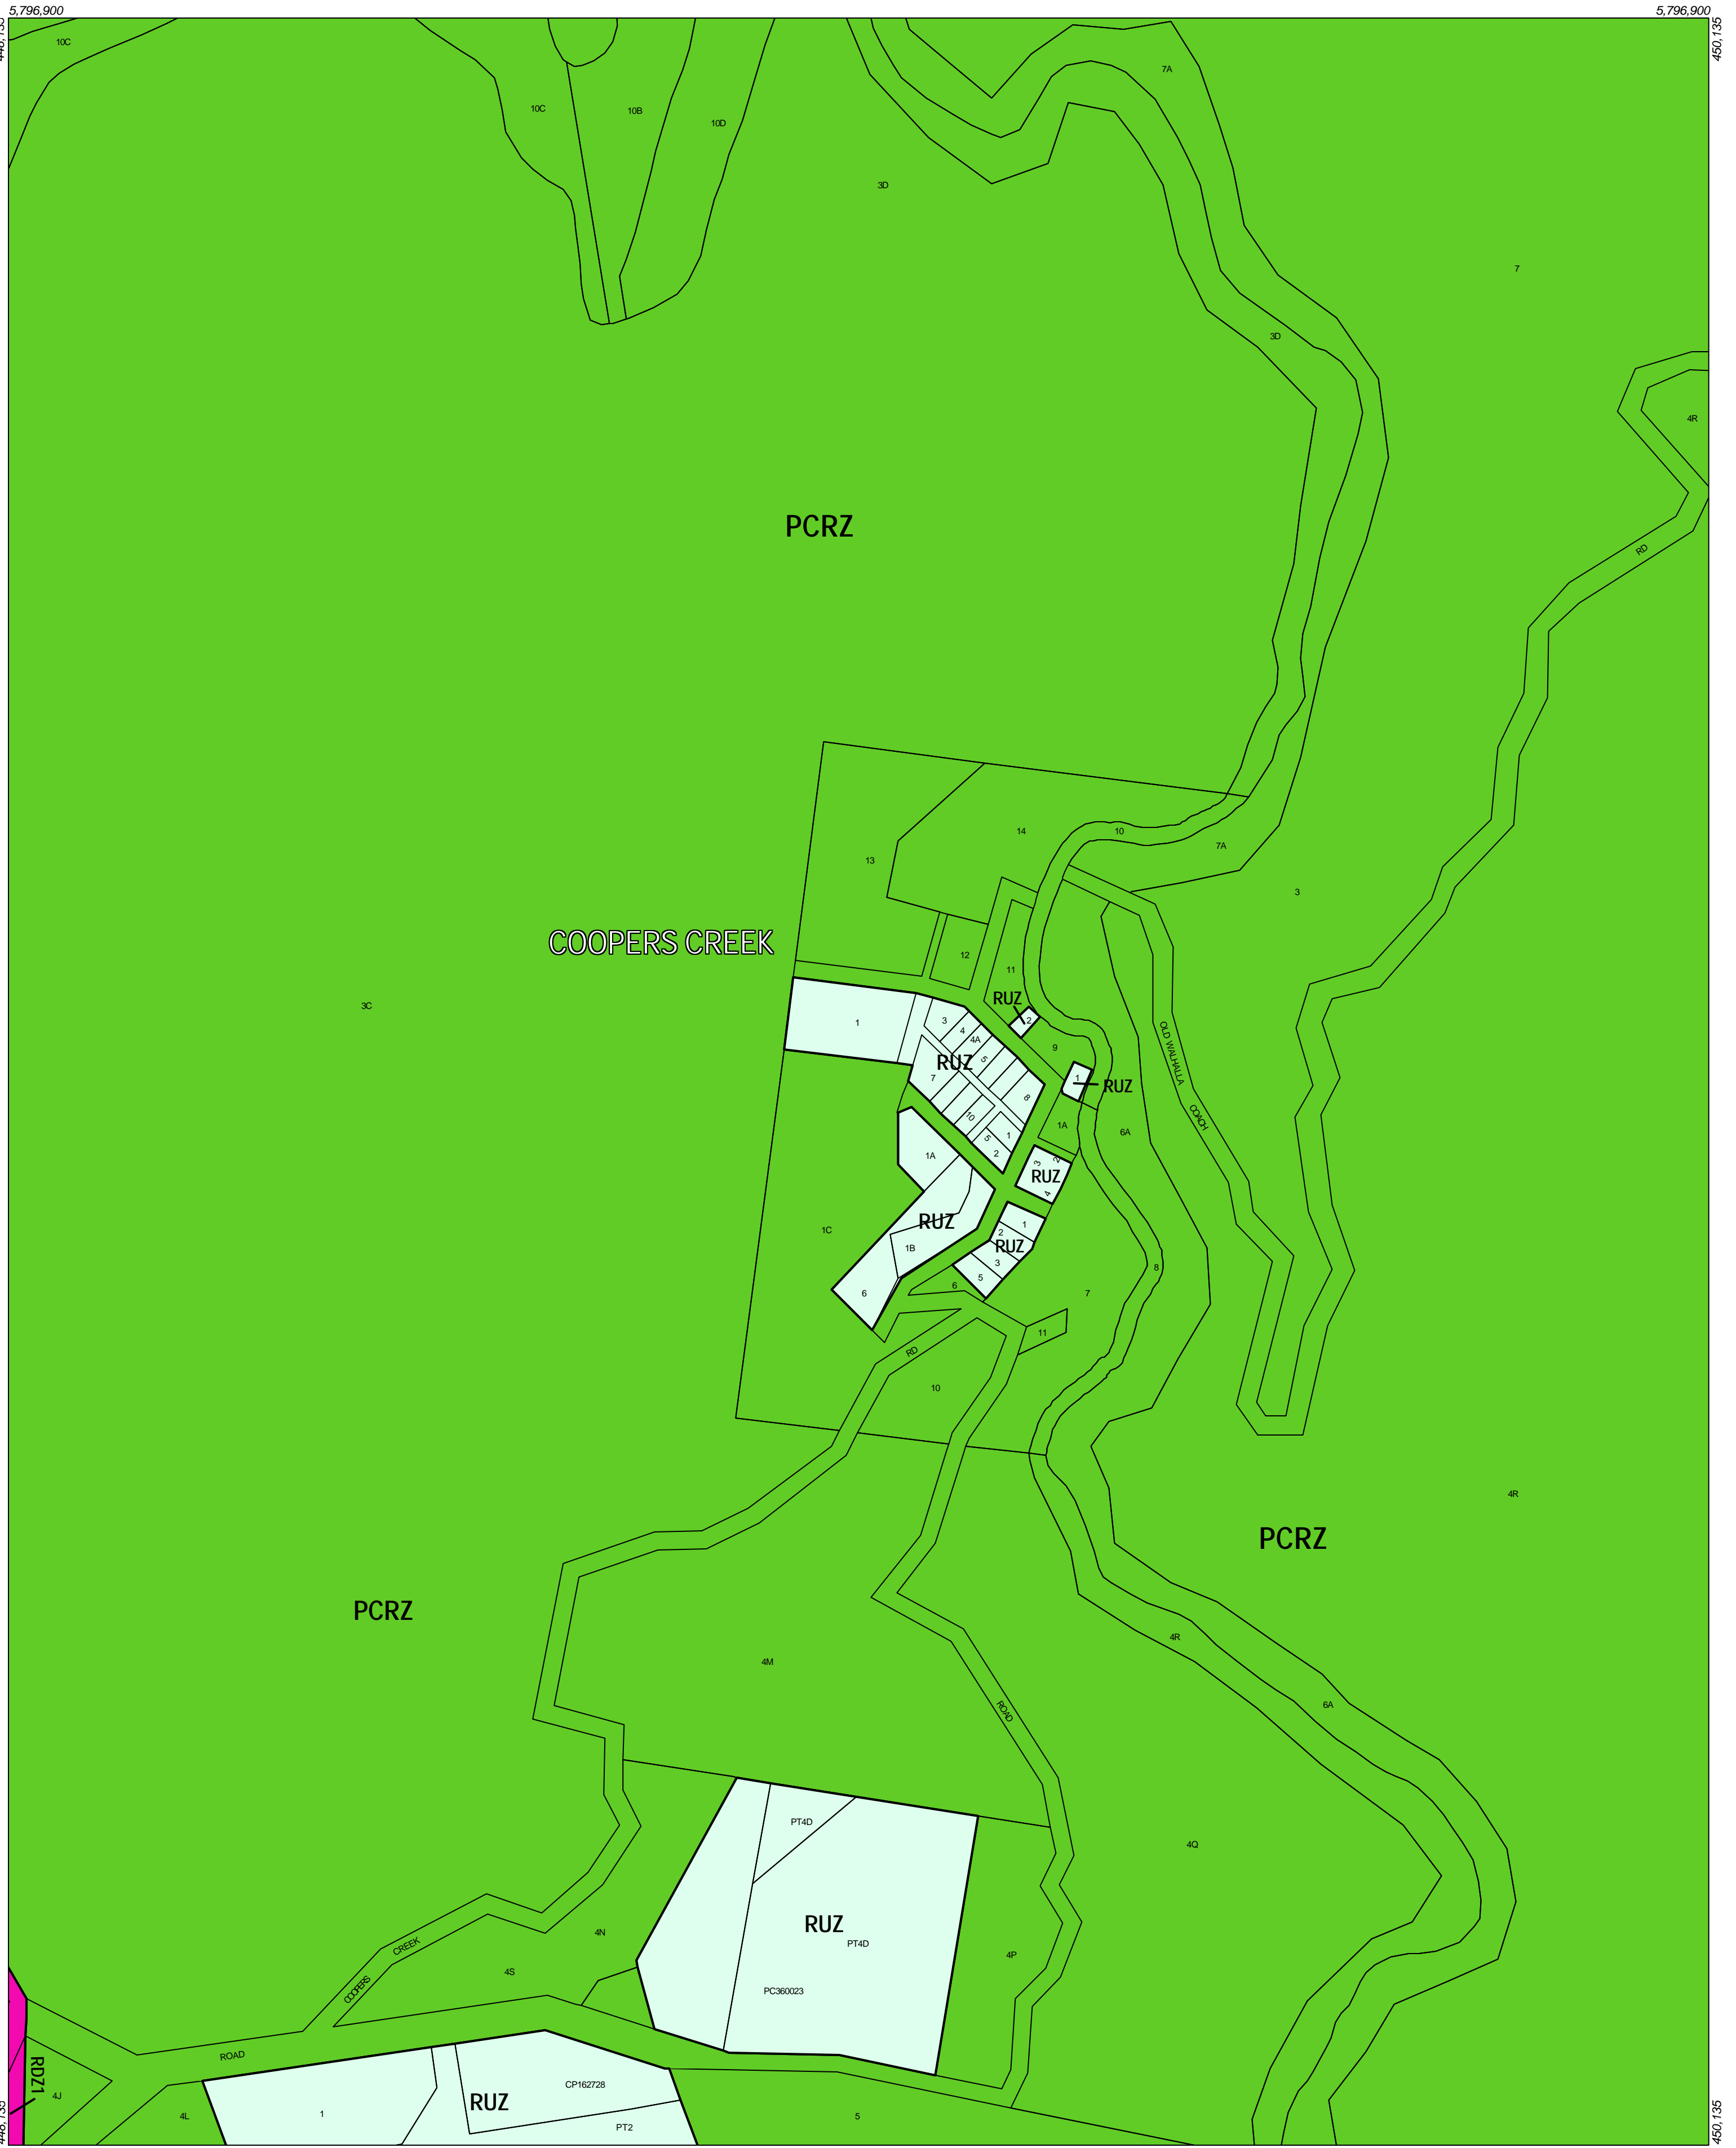 5,796,900
5,796,900
448,135
450,135
10C
7A
10C
10B
10D
3D
7
3D
4R
PCRZ
RD
14
10
13
7A
3
COOPERS CREEK
12
11
3C
RUZ
1
3
2
4
4A
9
OLD WALHALLA
RUZ
5
7
1
RUZ
8
10
COACH
1A
6A
5
1
2
1A
3
2
RUZ
4
1C
RUZ
1
2
1B
RUZ
3
8
5
6
6
7
11
RD
10
4R
PCRZ
PCRZ
4R
4M
6A
ROAD
PT4D
4Q
RUZ
4N
PT4D
4P
CREEK
4S
COOPERS
PC360023
ROAD
RDZ1
4J
CP162728
RUZ
4L
1
5
PT2
448,135
450,135